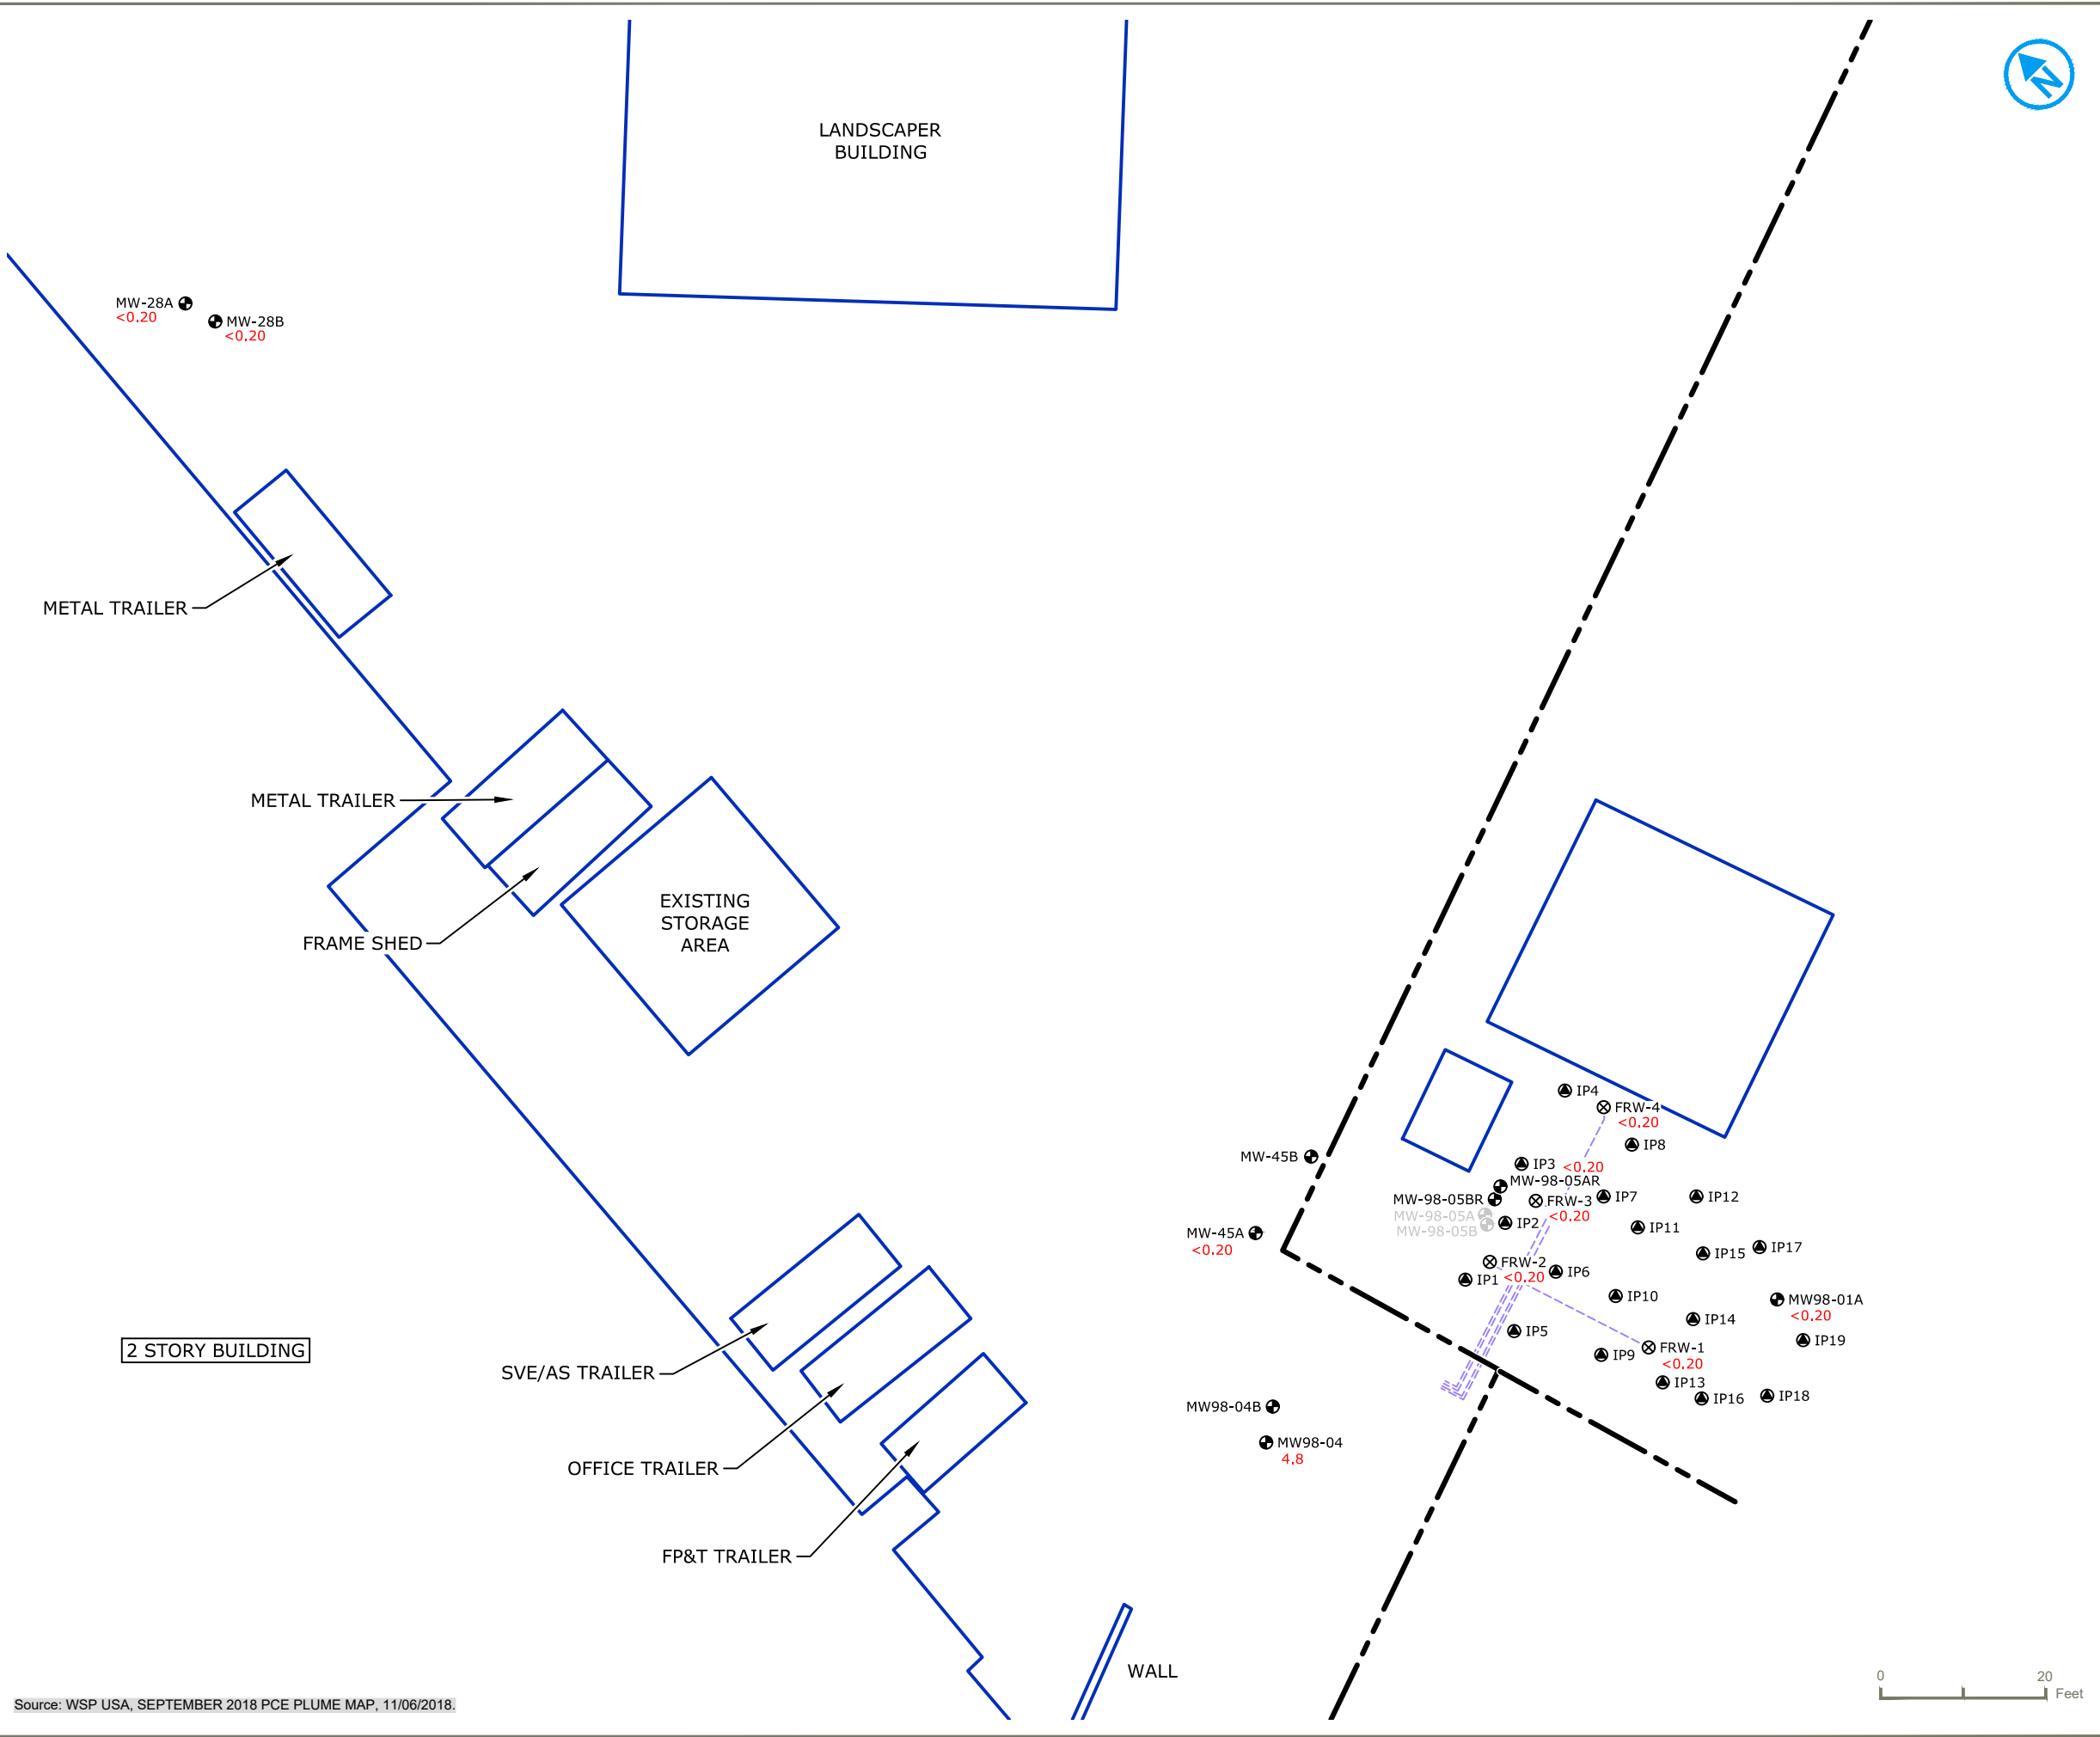 LANDSCAPER
BUILDING
N
MW-28A
<0.20
MW-28B
<0.20
METAL TRAILER
METAL TRAILER
FRAME SHED
EXISTING
STORAGE
AREA
IP4
FRW-4
<0.20
IP8
MW-45B
IP3
<0.20
MW-98-05AR
MW-98-05BR
FRW-3
<0.20
IP7
IP12
MW-98-05A
MW-98-05B
IP2
IP11
MW-45A
<0.20
IP15
IP17
FRW-2
<0.20
IP1
IP6
IP10
MW98-01A
<0.20
IP14
IP5
IP19
FRW-1
<0.20
IP9
IP13
IP16
IP18
2 STORY BUILDING
SVE/AS TRAILER
MW98-04B
MW98-04
4.8
OFFICE TRAILER
FP&T TRAILER
WALL
0
20
Feet
Source: WSP USA, SEPTEMBER 2018 PCE PLUME MAP, 11/06/2018.